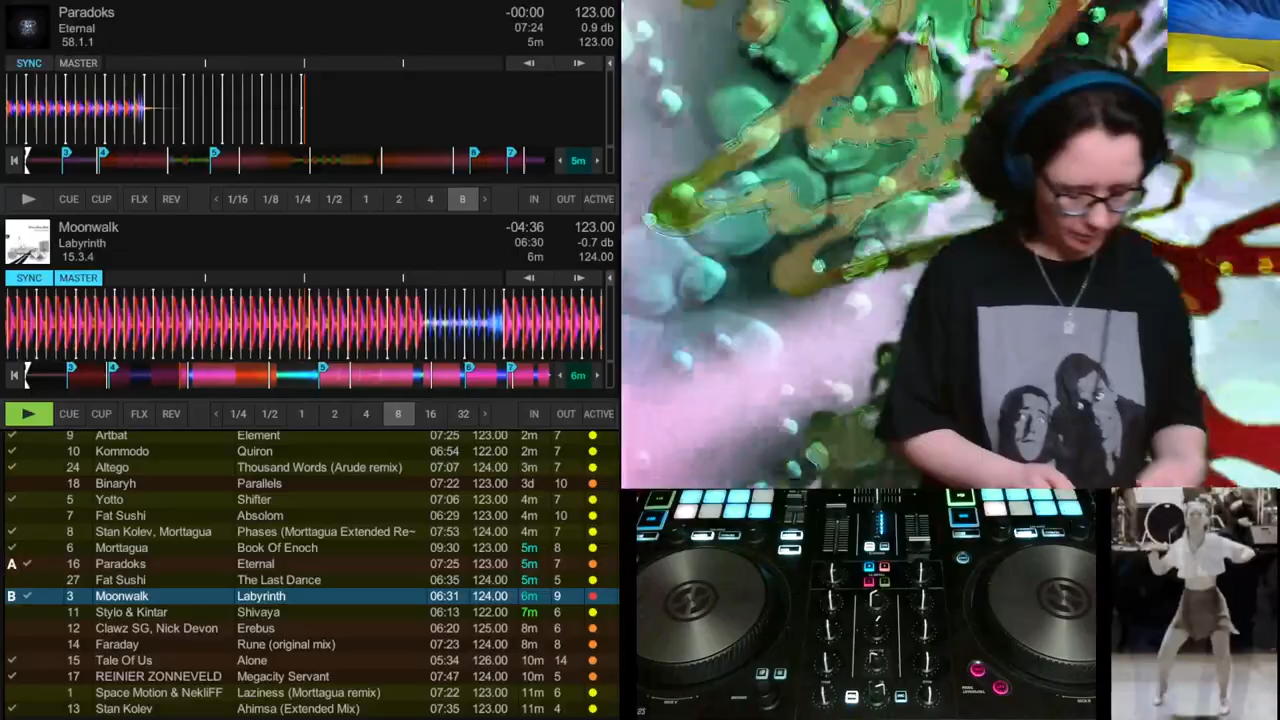 Paradoks -00:00 123.00
Eternal 07:24 0.9 db
58.1.1 5m 123.00
SYNC MASTER
3 4 5 6 7 5m
CUE CUP FLX REV 1/16 1/8 1/4 1/2 1 2 4 8 IN OUT ACTIVE
Moonwalk -04:36 123.00
Labyrinth 06:30 -0.7 db
15.3.4 6m 124.00
SYNC MASTER
3 4 5 6 7 6m
CUE CUP FLX REV 1/4 1/2 1 2 4 8 16 32 IN OUT ACTIVE
9 Artbat Element 07:25 123.00 2m 7
10 Kommodo Quiron 06:54 122.00 2m 7
24 Altego Thousand Words (Arude remix) 07:07 124.00 3m 7
18 Binaryh Parallels 07:22 123.00 3d 10
5 Yotto Shifter 07:06 123.00 4m 7
7 Fat Sushi Absolom 06:29 123.00 4m 10
8 Stan Kolev, Morttagua Phases (Morttagua Extended Re~ 07:53 124.00 4m 7
6 Morttagua Book Of Enoch 09:30 123.00 5m 8
A 16 Paradoks Eternal 07:25 123.00 5m 7
27 Fat Sushi The Last Dance 06:35 124.00 5m 5
B 3 Moonwalk Labyrinth 06:31 124.00 6m 9
11 Stylo & Kintar Shivaya 06:13 122.00 7m 6
12 Clawz SG, Nick Devon Erebus 06:20 125.00 8m 6
14 Faraday Rune (original mix) 07:23 124.00 8m 8
15 Tale Of Us Alone 05:34 126.00 10m 14
17 REINIER ZONNEVELD Megacity Servant 07:47 124.00 10m 5
1 Space Motion & NekliFF Laziness (Morttagua remix) 07:22 123.00 11m 6
13 Stan Kolev Ahimsa (Extended Mix) 07:35 123.00 11m 4